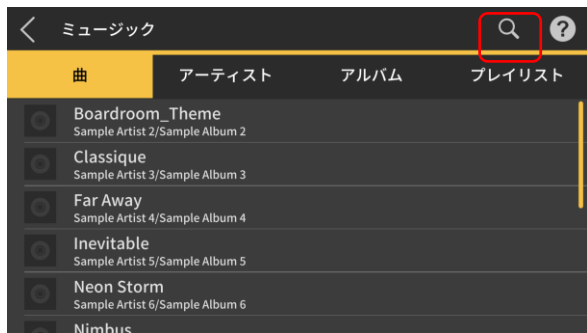 ミュージック ?
曲 アーティスト アルバム プレイリスト
Boardroom_Theme
Sample Artist 2/Sample Album 2
Classique
Sample Artist 3/Sample Album 3
Far Away
Sample Artist 4/Sample Album 4
Inevitable
Sample Artist 5/Sample Album 5
Neon Storm
Sample Artist 6/Sample Album 6
Nimbus